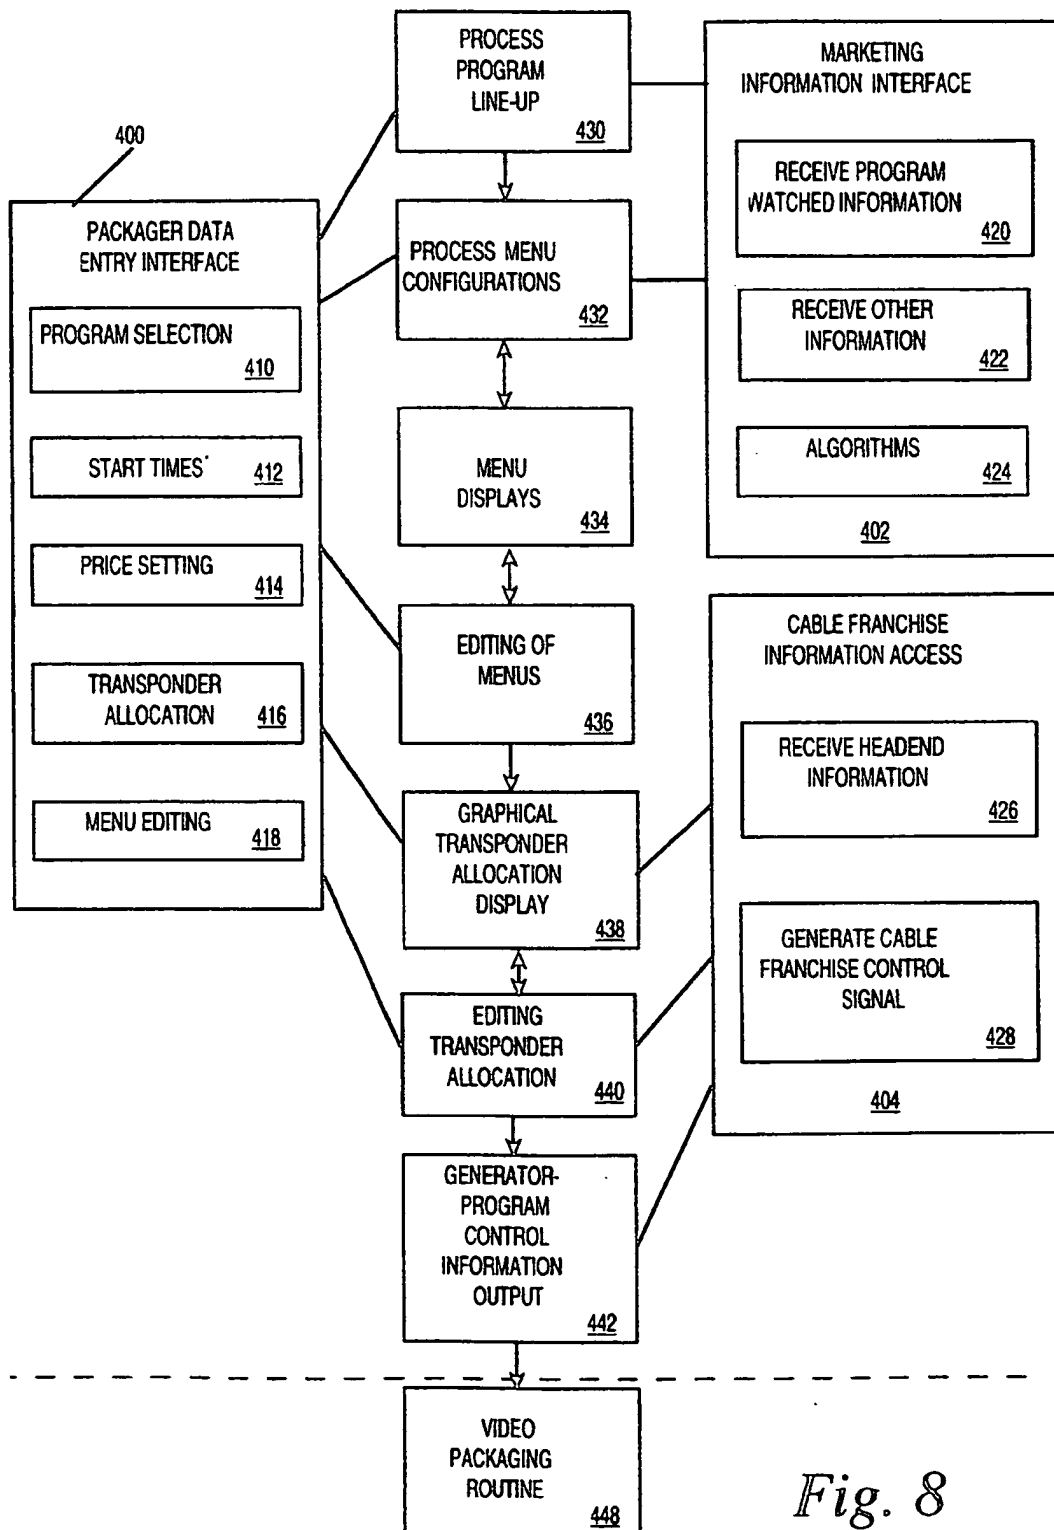 400
PACKAGER DATA
ENTRY INTERFACE
PROGRAM SELECTION
410
START TIMES
412
PRICE SETTING
414
TRANSPONDER
ALLOCATION
416
MENU EDITING
418
PROCESS
PROGRAM
LINE-UP
430
PROCESS MENU
CONFIGURATIONS
432
MENU
DISPLAYS
434
EDITING OF
MENUS
436
GRAPHICAL
TRANSPONDER
ALLOCATION
DISPLAY
438
EDITING
TRANSPONDER
ALLOCATION
440
GENERATOR-
PROGRAM
CONTROL
INFORMATION
OUTPUT
442
VIDEO
PACKAGING
ROUTINE
448
MARKETING
INFORMATION INTERFACE
RECEIVE PROGRAM
WATCHED INFORMATION
420
RECEIVE OTHER
INFORMATION
422
ALGORITHMS
424
402
CABLE FRANCHISE
INFORMATION ACCESS
RECEIVE HEADEND
INFORMATION
426
GENERATE CABLE
FRANCHISE CONTROL
SIGNAL
428
404
Fig. 8